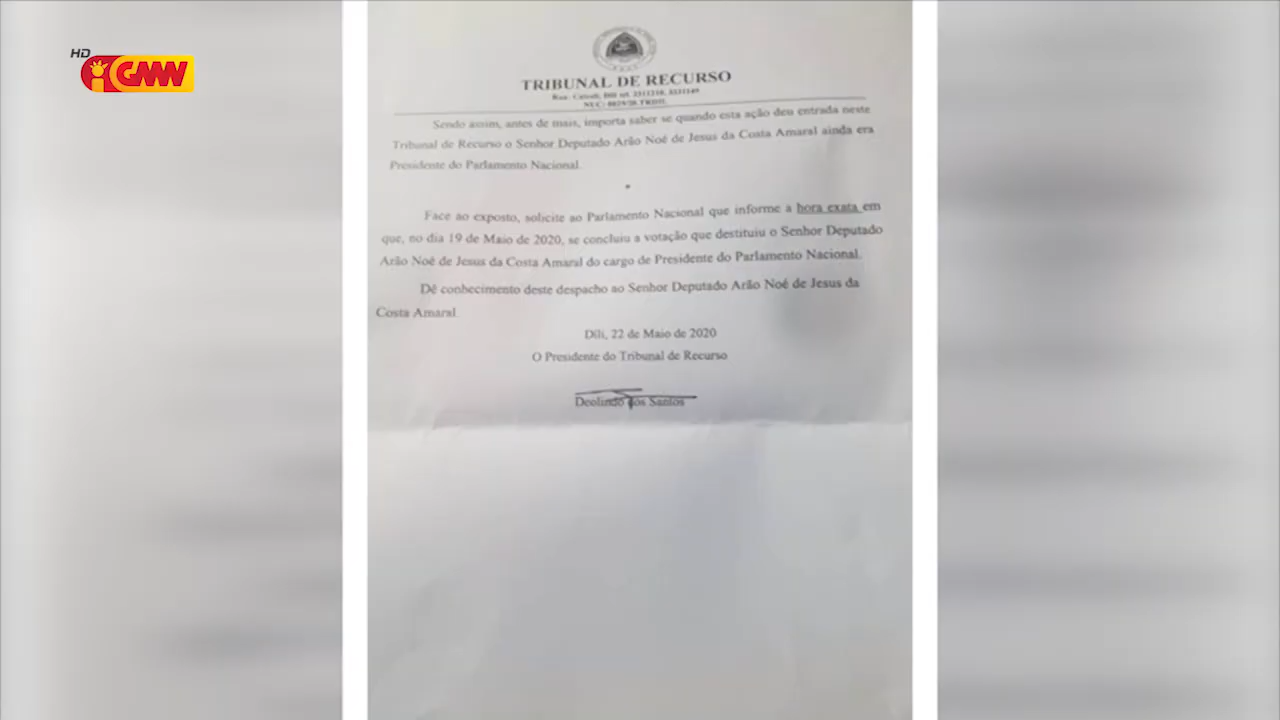 HD
GMN
TRIBUNAL DE RECURSO
Sendo assim, antes de mais, importa saber se quando esta ação deu entrada neste
Tribunal de Recurso o Senhor Deputado Arão Noé de Jesus da Costa Amaral ainda era
Presidente do Parlamento Nacional.
Face ao exposto, solicite ao Parlamento Nacional que informe a hora exata em
que, no dia 19 de Maio de 2020, se concluiu a votação que destituiu o Senhor Deputado
Arão Noé de Jesus da Costa Amaral do cargo de Presidente do Parlamento Nacional.
Dê conhecimento deste despacho ao Senhor Deputado Arão Noé de Jesus da
Costa Amaral.
Díli, 22 de Maio de 2020
O Presidente do Tribunal de Recurso
Deolindo dos Santos